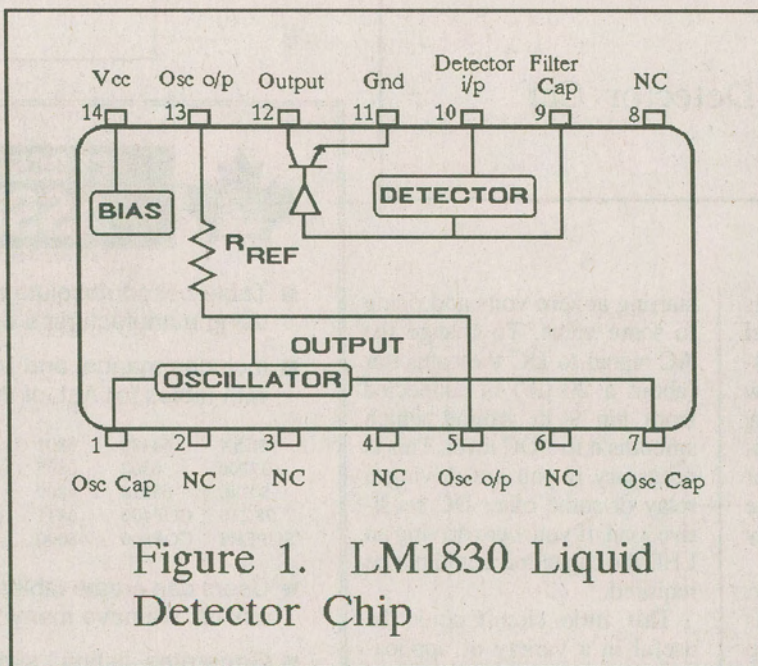 Vcc
Osc o/p
Output
Gnd
Detector
i/p
Filter
Cap
NC
14 13 12 11 10 9 8
BIAS
DETECTOR
RREF
OUTPUT
OSCILLATOR
1 2 3 4 5 6 7
Osc Cap
NC
NC
NC
Osc o/p
NC
Osc Cap
Figure 1. LM1830 Liquid
Detector Chip